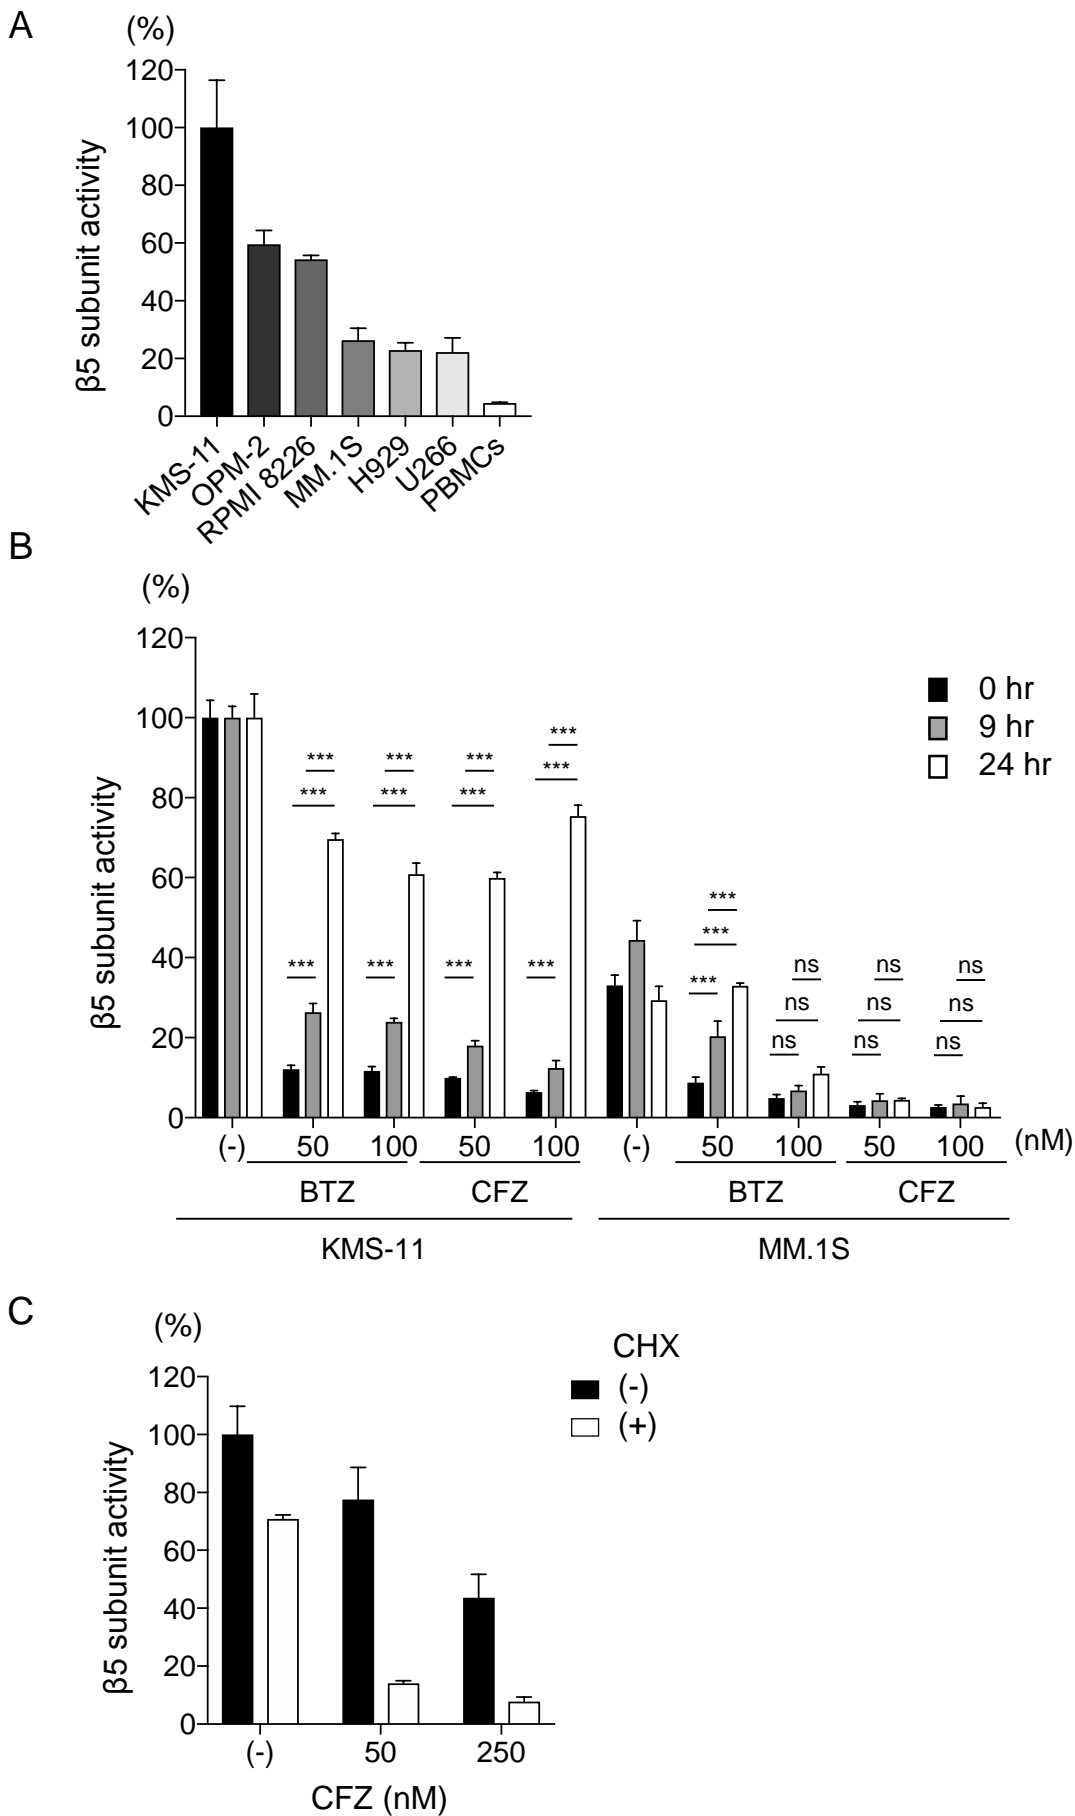 A
(%)
β5 subunit activity
120
100
80
60
40
20
0
KMS-11
OPM-2
RPMI 8226
MM.1S
H929
U266
PBMCs
B
(%)
β5 subunit activity
120
100
80
60
40
20
0
0 hr
9 hr
24 hr
***
*** *** *** ***
*** *** ***
*** *** *** ***
***
***
***
ns ns ns
ns ns ns
ns ns ns
(-) 50 100 50 100 (-) 50 100 50 100 (nM)
BTZ CFZ BTZ CFZ
KMS-11 MM.1S
C
(%)
β5 subunit activity
120
100
80
60
40
20
0
CHX
(-)
(+)
(-) 50 250
CFZ (nM)